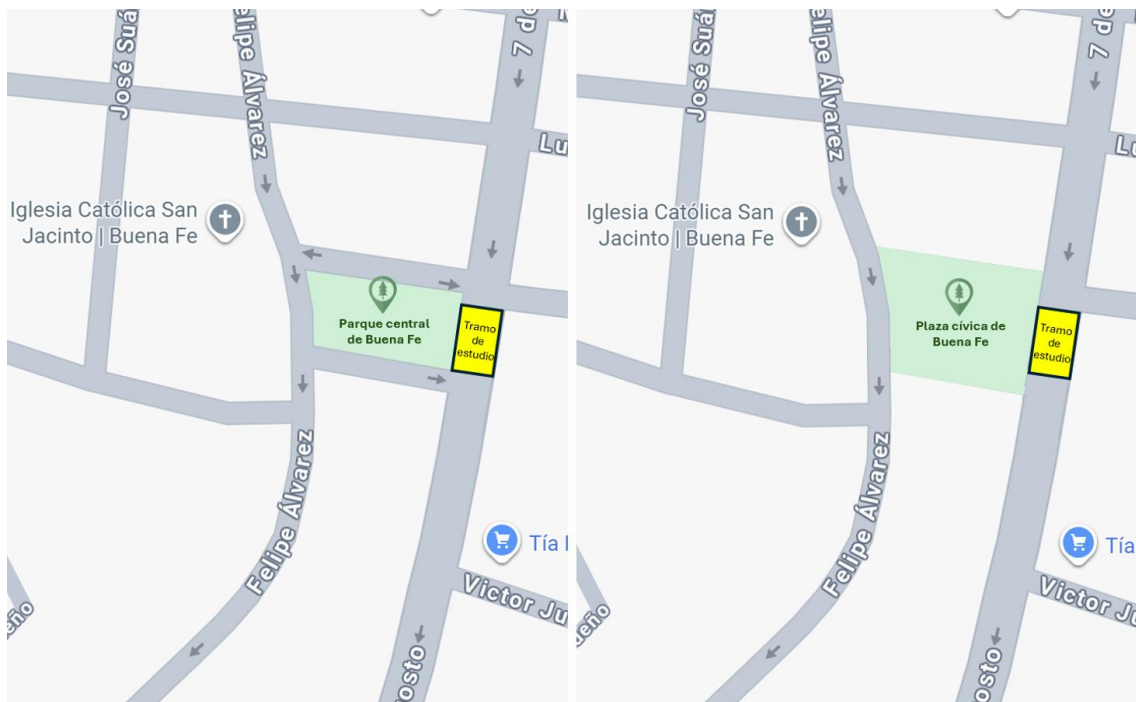 José Suá
Felipe Álvarez
7 de
Lu
Iglesia Católica San
Jacinto | Buena Fe
Parque central
de Buena Fe
Tramo
de
estudio
Felipe Álvarez
Tía
Victor Ju
eño
osto
José Suá
Felipe Álvarez
7 de
Lu
Iglesia Católica San
Jacinto | Buena Fe
Plaza cívica de
Buena Fe
Tramo
de
estudio
Felipe Álvarez
Tía
Victor Ju
eño
osto